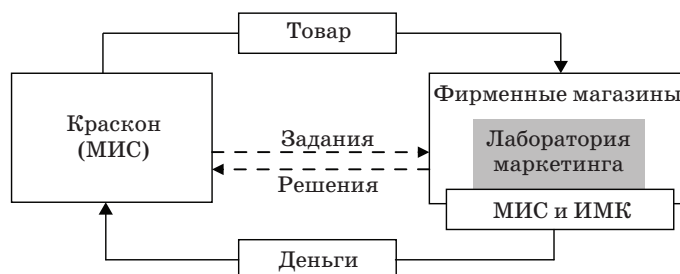 Товар
Краскон
(МИС)
Задания
Решения
Фирменные магазины
Лаборатория
маркетинга
МИС и ИМК
Деньги